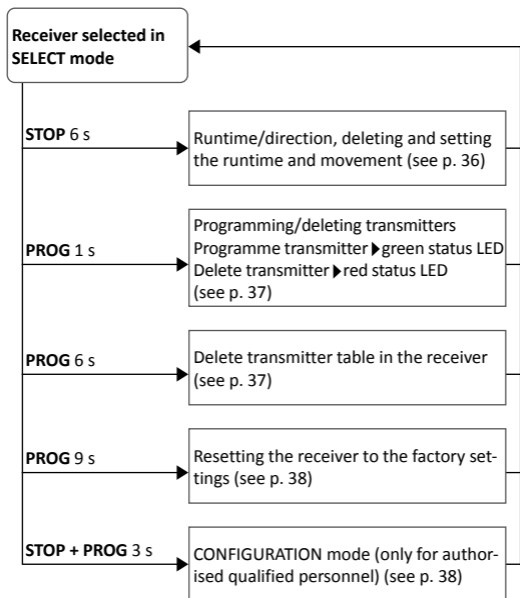 Receiver selected in
SELECT mode
STOP 6 s
Runtime/direction, deleting and setting
the runtime and movement (see p. 36)
PROG 1 s
Programming/deleting transmitters
Programme transmitter▶green status LED
Delete transmitter▶red status LED
(see p. 37)
PROG 6 s
Delete transmitter table in the receiver
(see p. 37)
PROG 9 s
Resetting the receiver to the factory set-
tings (see p. 38)
STOP + PROG 3 s
CONFIGURATION mode (only for author-
ised qualified personnel) (see p. 38)